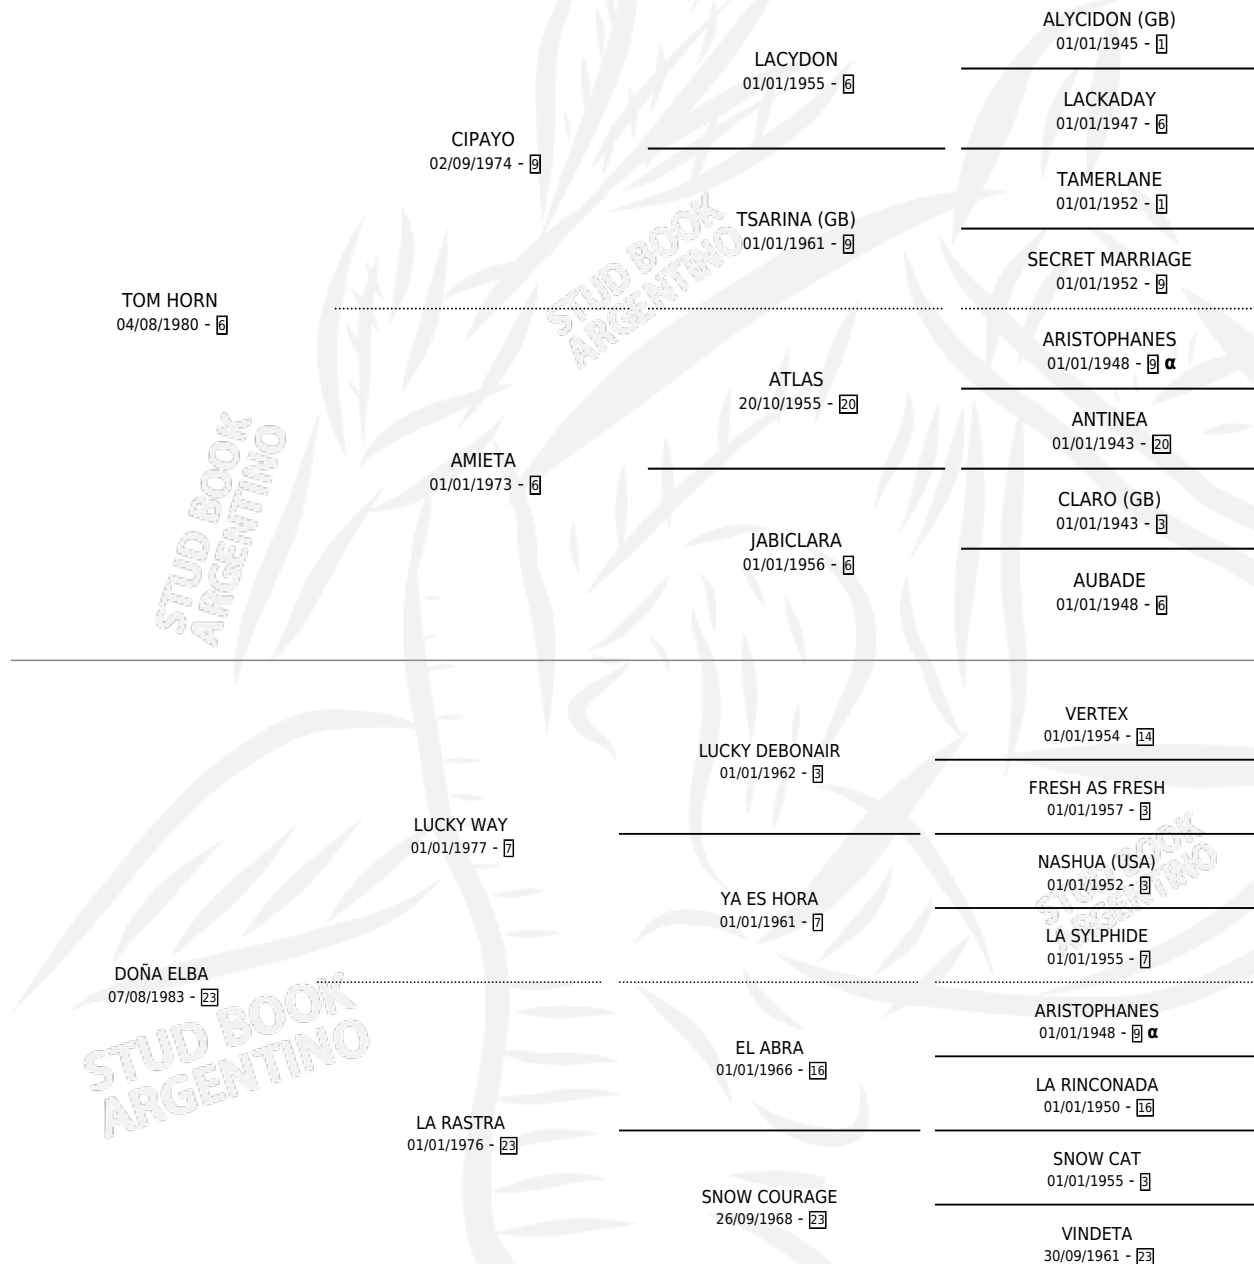 TOM HORN
04/08/1980 - 6
CIPAYO
02/09/1974 - 9
LACYDON
01/01/1955 - 6
ALYCIDON (GB)
01/01/1945 - 1
LACKADAY
01/01/1947 - 6
TSARINA (GB)
01/01/1961 - 9
TAMERLANE
01/01/1952 - 1
SECRET MARRIAGE
01/01/1952 - 9
AMIETA
01/01/1973 - 6
ATLAS
20/10/1955 - 20
ARISTOPHANES
01/01/1948 - 9 α
ANTINEA
01/01/1943 - 20
JABICLARA
01/01/1956 - 6
CLARO (GB)
01/01/1943 - 3
AUBADE
01/01/1948 - 6
DOÑA ELBA
07/08/1983 - 23
LUCKY WAY
01/01/1977 - 7
LUCKY DEBONAIR
01/01/1962 - 3
VERTEX
01/01/1954 - 14
FRESH AS FRESH
01/01/1957 - 3
YA ES HORA
01/01/1961 - 7
NASHUA (USA)
01/01/1952 - 3
LA SYLPHIDE
01/01/1955 - 7
LA RASTRA
01/01/1976 - 23
EL ABRA
01/01/1966 - 16
ARISTOPHANES
01/01/1948 - 9 α
LA RINCONADA
01/01/1950 - 16
SNOW COURAGE
26/09/1968 - 23
SNOW CAT
01/01/1955 - 3
VINDETA
30/09/1961 - 23
STUD BOOK
ARGENTINO
STUD BOOK
ARGENTINO
STUD BOOK
ARGENTINO
STUD BOOK
ARGENTINO